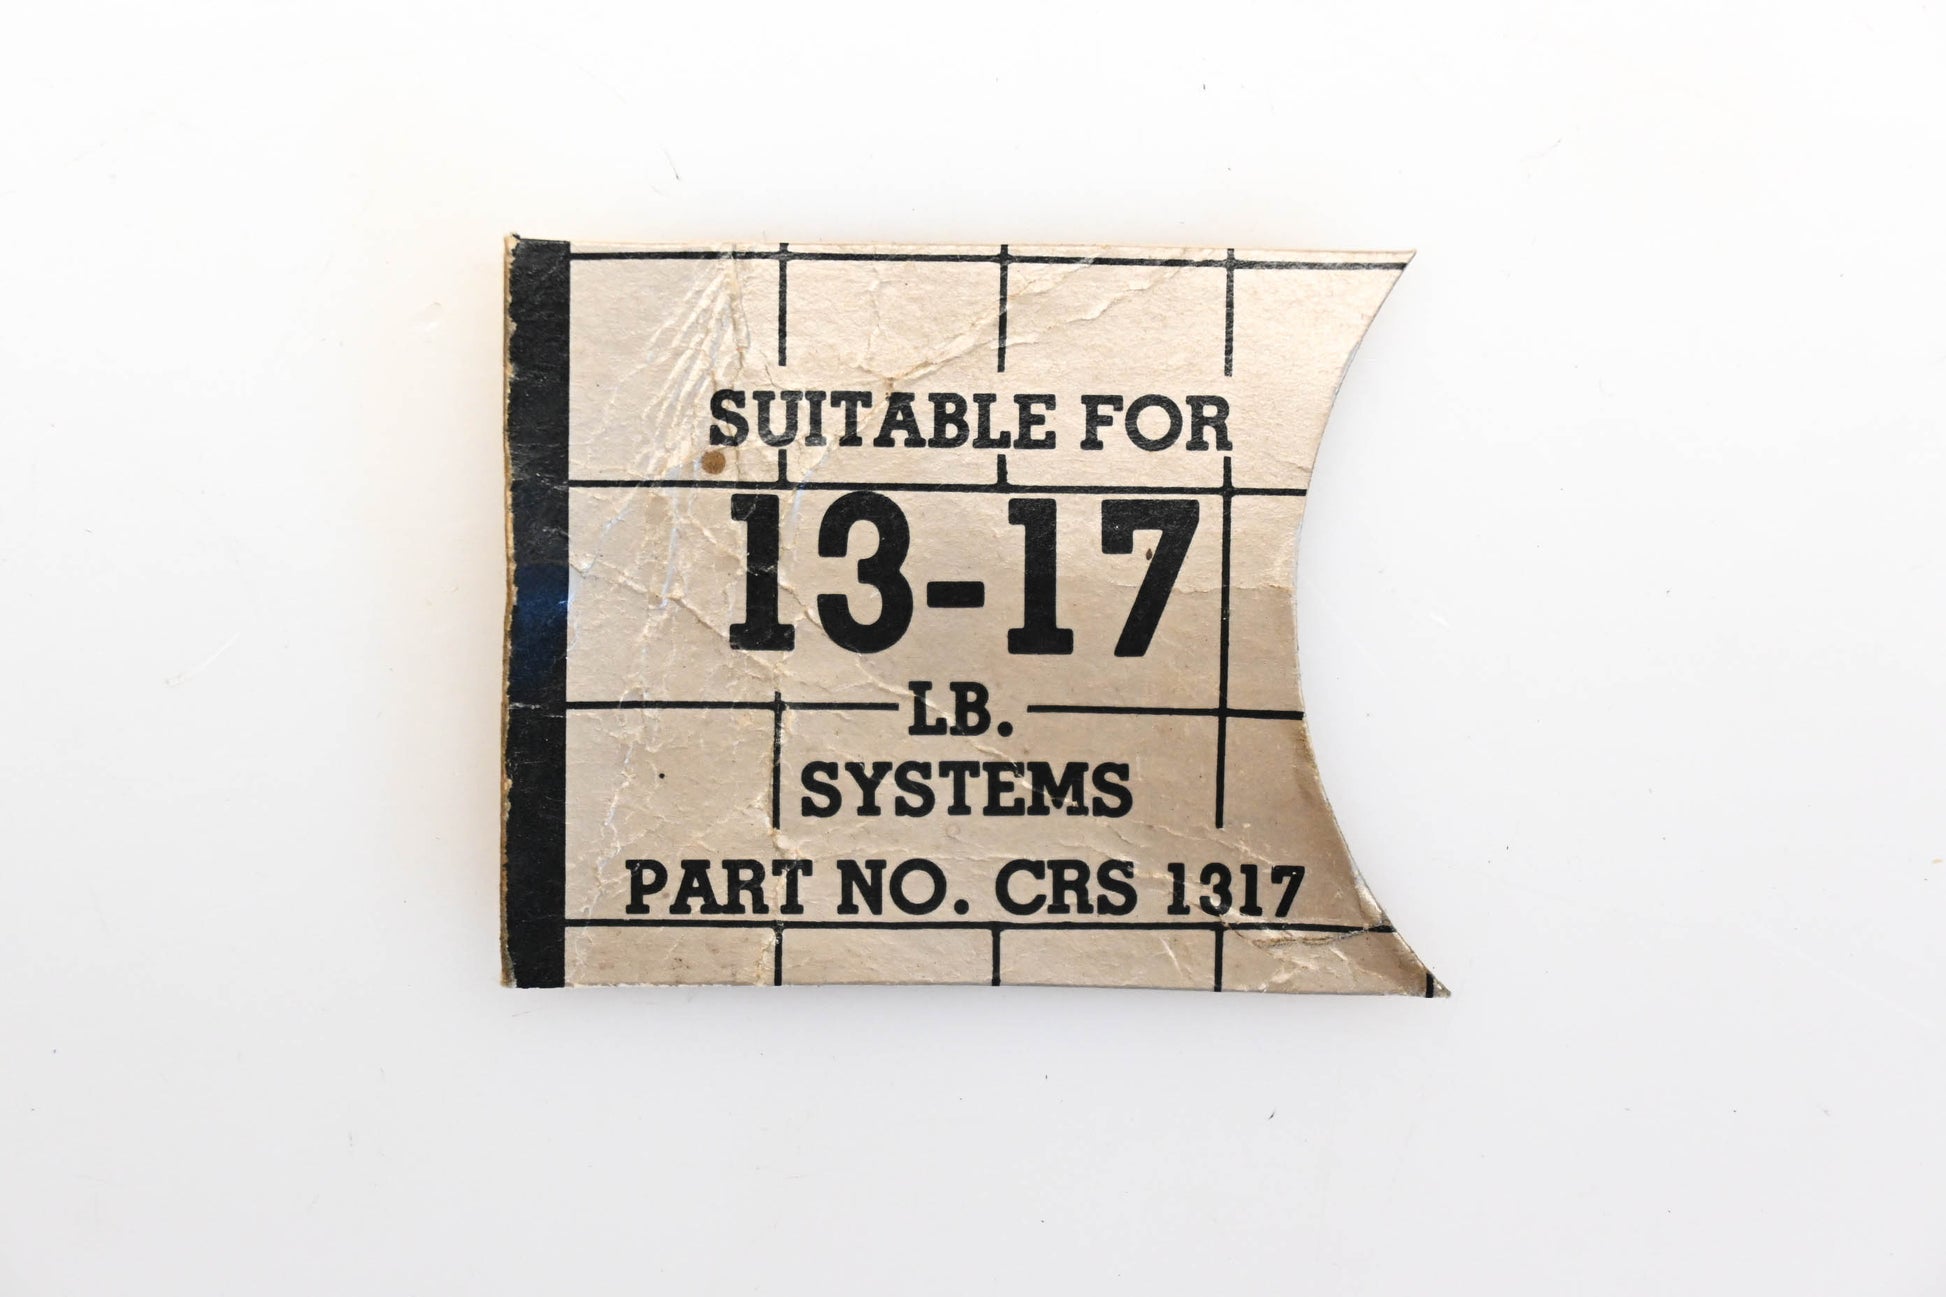 SUITABLE FOR
13-17
LB.
SYSTEMS
PART NO. CRS 1317